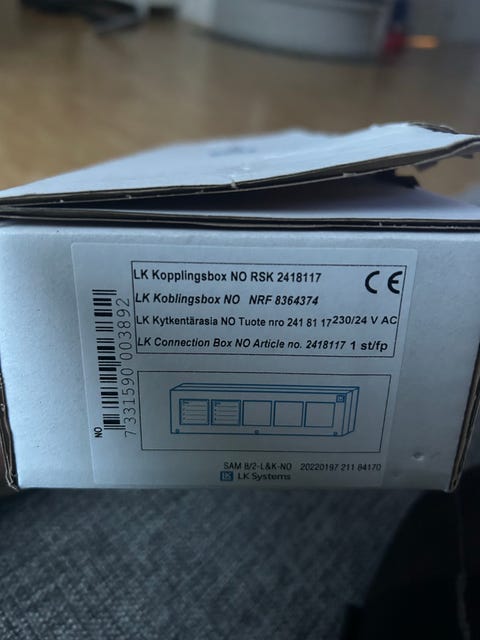 LK Kopplingsbox NO RSK 2418117
LK Koblingsbox NO NRF 8364374
LK Kytkentärasia NO Tuote nro 241 81 17 230/24 V AC
LK Connection Box NO Article no. 2418117 1 st/fp
CE
NO
7 331590 003892
SAM 8/2-L&K-NO 20220197 211 84170
LK LK Systems